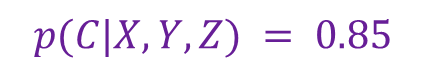 p(C|X, Y, Z) = 0.85